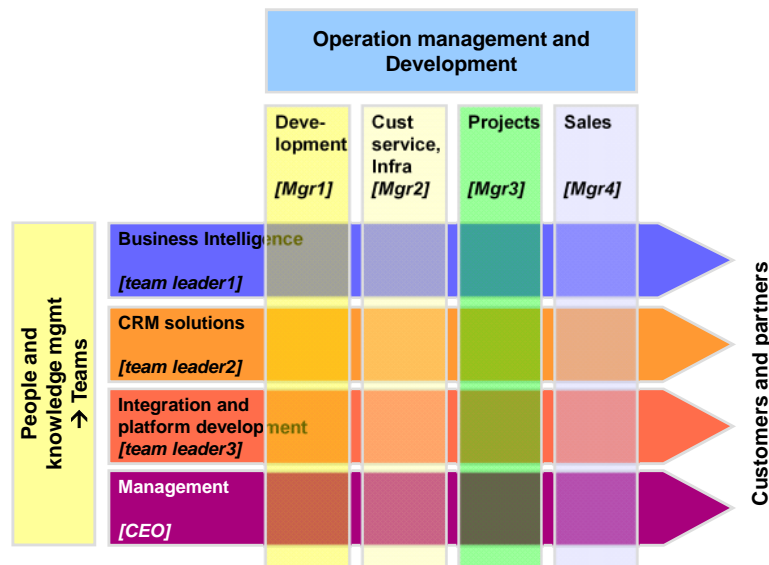 Operation management and
Development
Deve-
lopment
[Mgr1]
Cust
service,
Infra
[Mgr2]
Projects
[Mgr3]
Sales
[Mgr4]
People and
knowledge mgmt
→ Teams
Business Intelligence
[team leader1]
CRM solutions
[team leader2]
Integration and
platform development
[team leader3]
Management
[CEO]
Customers and partners